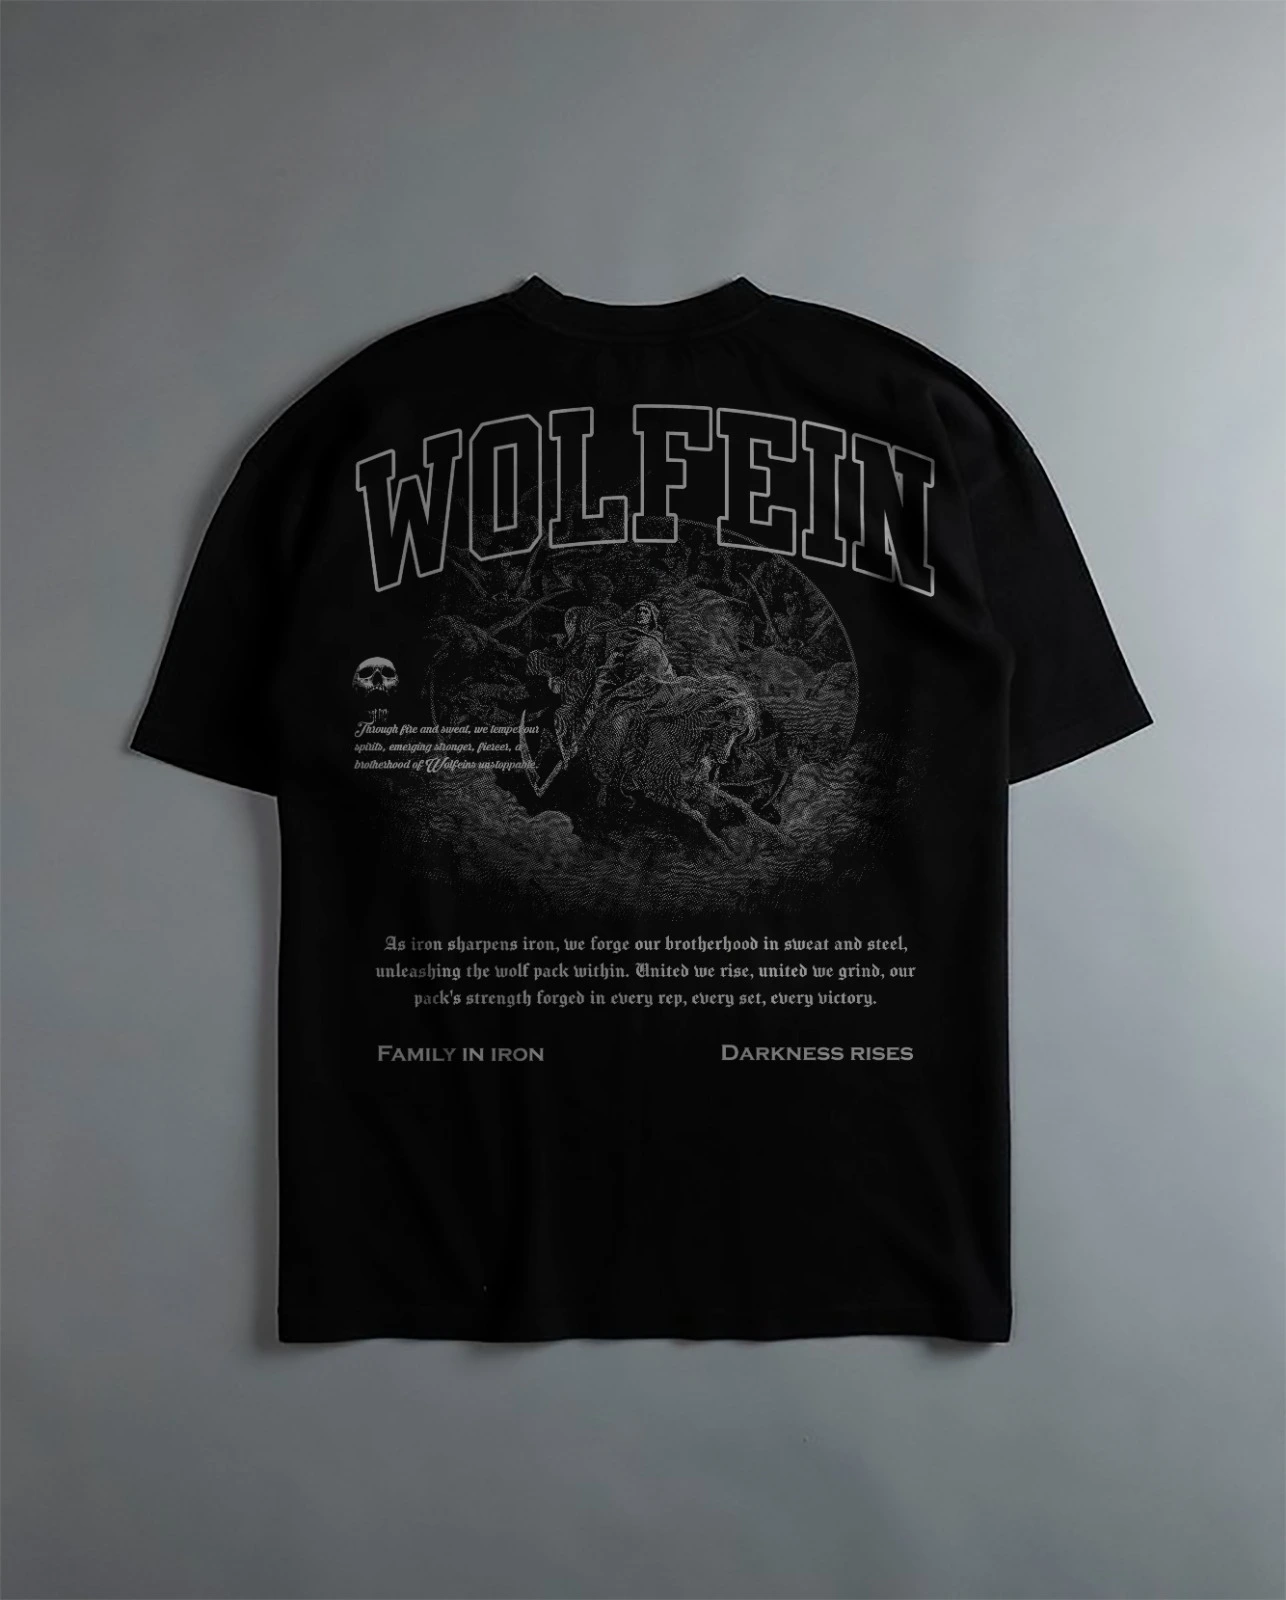 WOLFEIN
Through fire and sweat, we temper our
spirits, emerging stronger, fiercer, a
brotherhood of Wolfeins unstoppable.
As iron sharpens iron, we forge our brotherhood in sweat and steel,
unleashing the wolf pack within. United we rise, united we grind, our
pack's strength forged in every rep, every set, every victory.
FAMILY IN IRON
DARKNESS RISES